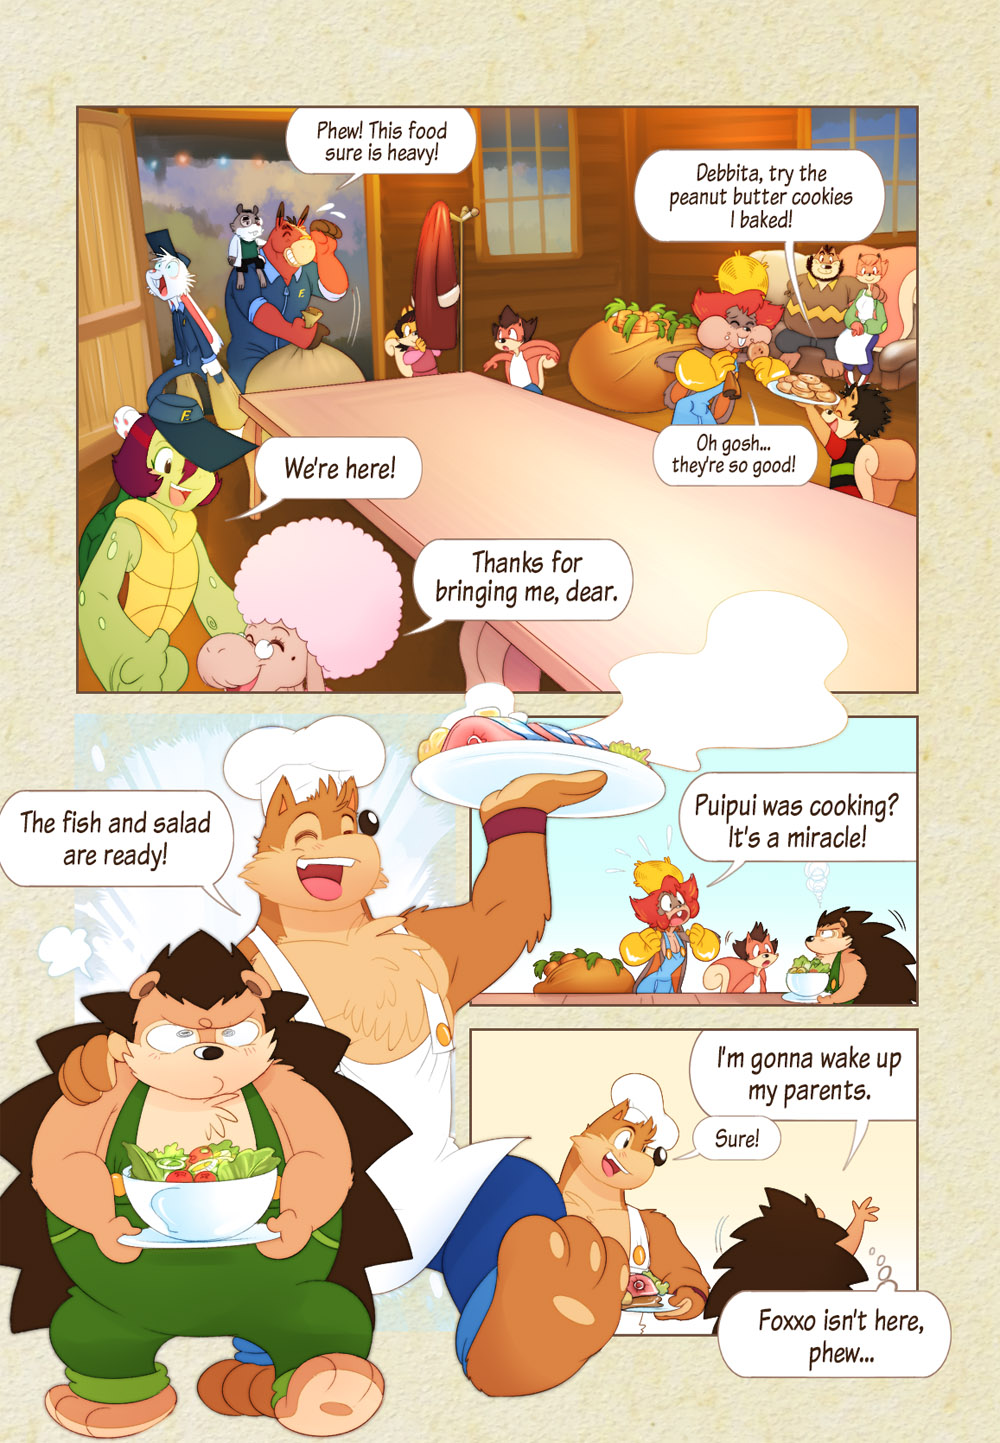 Phew! This food
sure is heavy!
Debbita, try the
peanut butter cookies
I baked!
Oh gosh...
they're so good!
F
F
We're here!
Thanks for
bringing me, dear.
The fish and salad
are ready!
Puipui was cooking?
It's a miracle!
I'm gonna wake up
my parents.
Sure!
Foxxo isn't here,
phew...